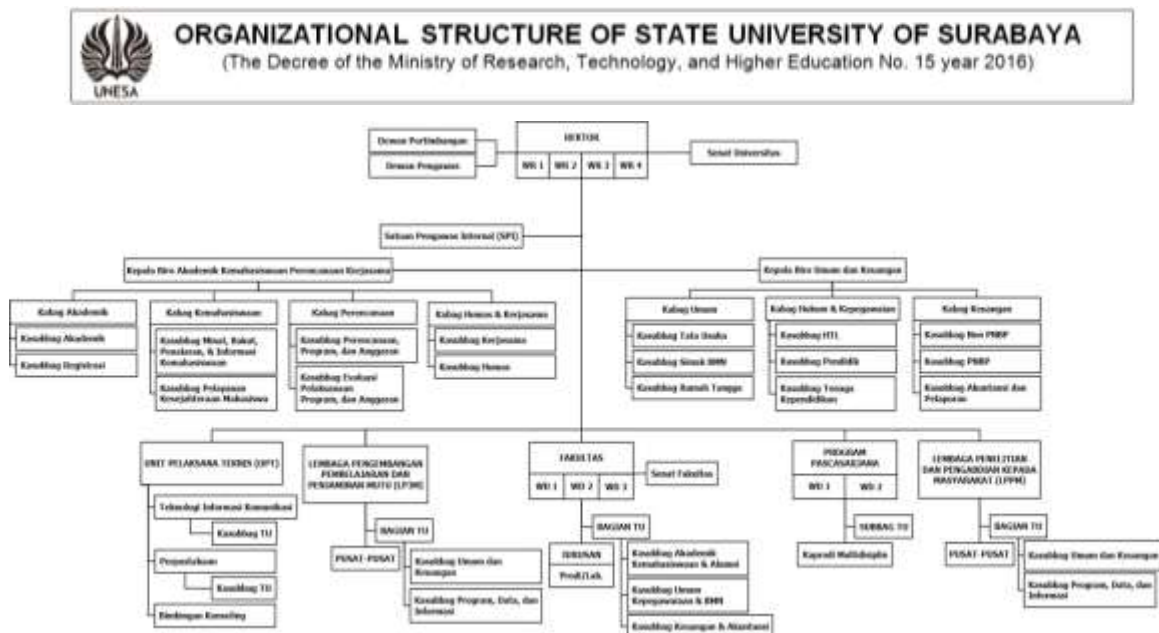 ORGANIZATIONAL STRUCTURE OF STATE UNIVERSITY OF SURABAYA
(The Decree of the Ministry of Research, Technology, and Higher Education No. 15 year 2016)
UNESA
REKTOR
WR 1 WR 2 WR 3 WR 4
Dewan Pertimbangan
Dewan Pengawas
Senat Universitas
Satuan Pengawas Internal (SPI)
Kepala Biro Akademik Kemahasiswaan Perencanaan Kerjasama
Kepala Biro Umum dan Keuangan
Kabag Akademik
Kasubbag Akademik
Kasubbag Registrasi
Kabag Kemahasiswaan
Kasubbag Minat, Bakat,
Penalaran, & Informasi
Kemahasiswaan
Kasubbag Pelayanan
Kesejahteraan Mahasiswa
Kabag Perencanaan
Kasubbag Perencanaan,
Program, dan Anggaran
Kasubbag Evaluasi
Pelaksanaan
Program, dan Anggaran
Kabag Humas & Kerjasama
Kasubbag Kerjasama
Kasubbag Humas
Kabag Umum
Kasubbag Tata Usaha
Kasubbag Simak BMN
Kasubbag Rumah Tangga
Kabag Hukum & Kepegawaian
Kasubbag HTL
Kasubbag Pendidik
Kasubbag Tenaga
Kependidikan
Kabag Keuangan
Kasubbag Non PNBP
Kasubbag PNBP
Kasubbag Akuntansi dan
Pelaporan
UNIT PELAKSANA TEKNIS (UPT)
Teknologi Informasi Komunikasi
Kasubbag TU
Perpustakaan
Kasubbag TU
Bimbingan Konseling
LEMBAGA PENGEMBANGAN
PEMBELAJARAN DAN
PENJAMINAN MUTU (LP3M)
BAGIAN TU
PUSAT-PUSAT
Kasubbag Umum dan
Keuangan
Kasubbag Program, Data, dan
Informasi
FAKULTAS
WD 1 WD 2 WD 3
Senat Fakultas
BAGIAN TU
JURUSAN
Prodi/Lab.
Kasubbag Akademik
Kemahasiswaan & Alumni
Kasubbag Umum
Kepegawaian & BMN
Kasubbag Keuangan & Akuntansi
PROGRAM
PASCASARJANA
WD 1 WD 2
SUBBAG TU
Kaprodi Multidisiplin
LEMBAGA PENELITIAN
DAN PENGABDIAN KEPADA
MASYARAKAT (LPPM)
BAGIAN TU
PUSAT-PUSAT
Kasubbag Umum dan Keuangan
Kasubbag Program, Data, dan
Informasi